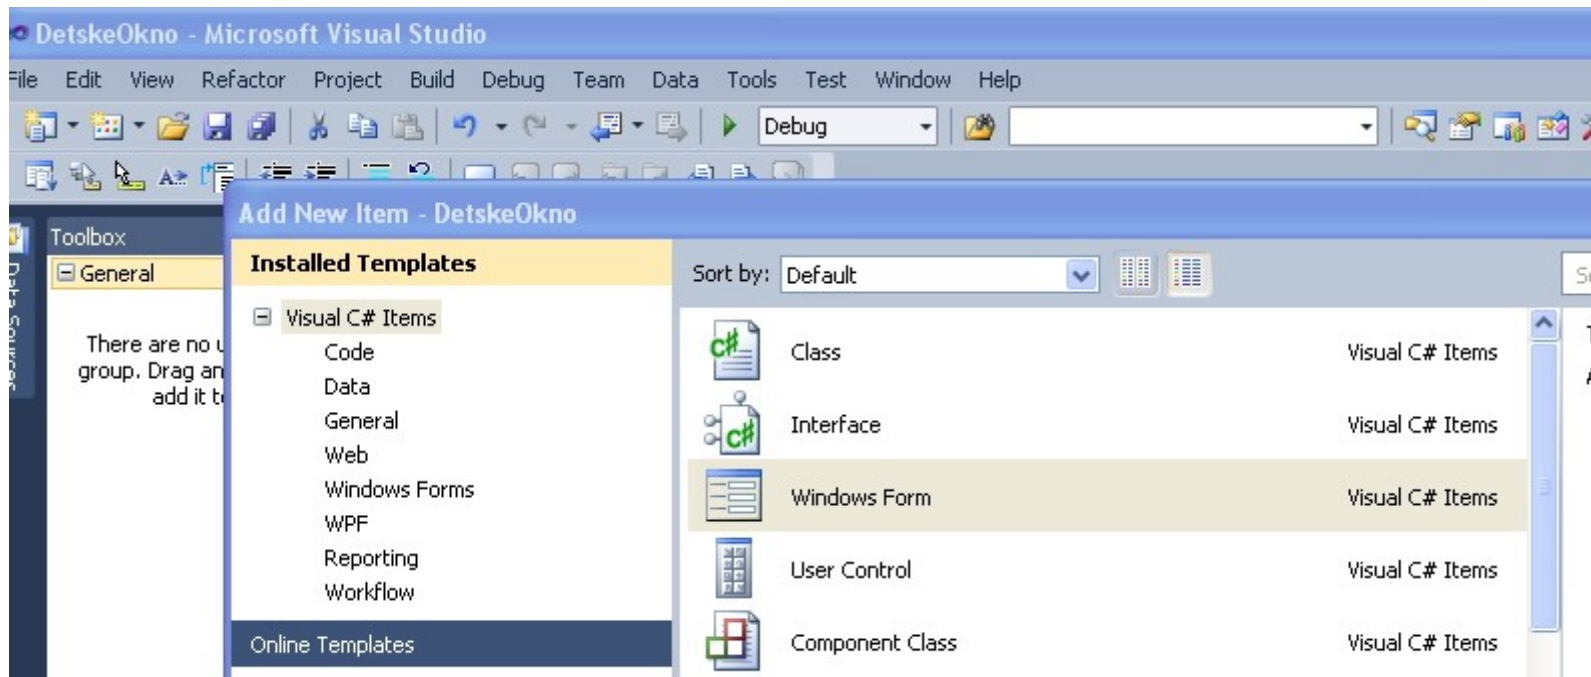 DetskeOkno - Microsoft Visual Studio
File Edit View Refactor Project Build Debug Team Data Tools Test Window Help
Debug
Add New Item - DetskeOkno
Toolbox
General
There are no
group. Drag
add it
Data Sources
Installed Templates
Visual C# Items
Code
Data
General
Web
Windows Forms
WPF
Reporting
Workflow
Online Templates
Sort by: Default
Class Visual C# Items
Interface Visual C# Items
Windows Form Visual C# Items
User Control Visual C# Items
Component Class Visual C# Items